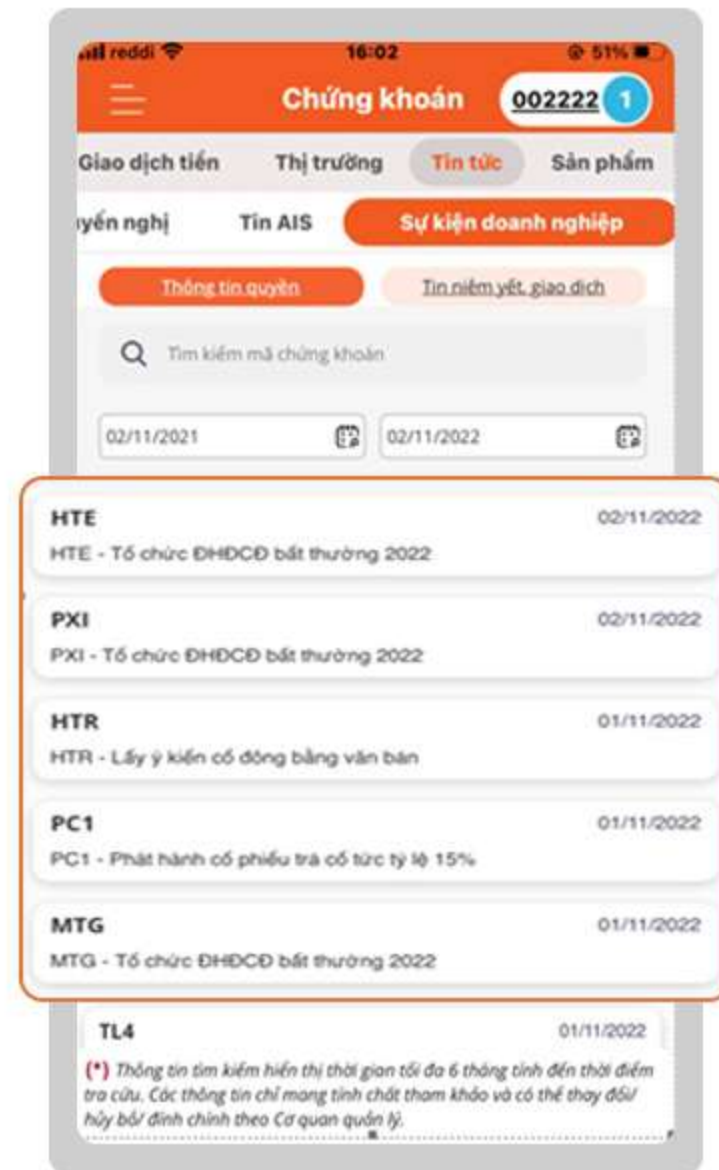 reddi 16:02 51%
Chứng khoán 002222 1
Giao dịch tiền Thị trường Tin tức Sản phẩm
yến nghị Tin AIS Sự kiện doanh nghiệp
Thông tin quyền Tin niêm yết, giao dịch
Tìm kiếm mã chứng khoán
02/11/2021 02/11/2022
HTE 02/11/2022
HTE - Tổ chức ĐHĐCĐ bất thường 2022
PXI 02/11/2022
PXI - Tổ chức ĐHĐCĐ bất thường 2022
HTR 01/11/2022
HTR - Lấy ý kiến cổ đông bằng văn bản
PC1 01/11/2022
PC1 - Phát hành cổ phiếu trả cổ tức tỷ lệ 15%
MTG 01/11/2022
MTG - Tổ chức ĐHĐCĐ bất thường 2022
TL4 01/11/2022
(*) Thông tin tìm kiếm hiển thị thời gian tối đa 6 tháng tính đến thời điểm
tra cứu. Các thông tin chỉ mang tính chất tham khảo và có thể thay đổi/
hủy bỏ/ đính chính theo Cơ quan quản lý.